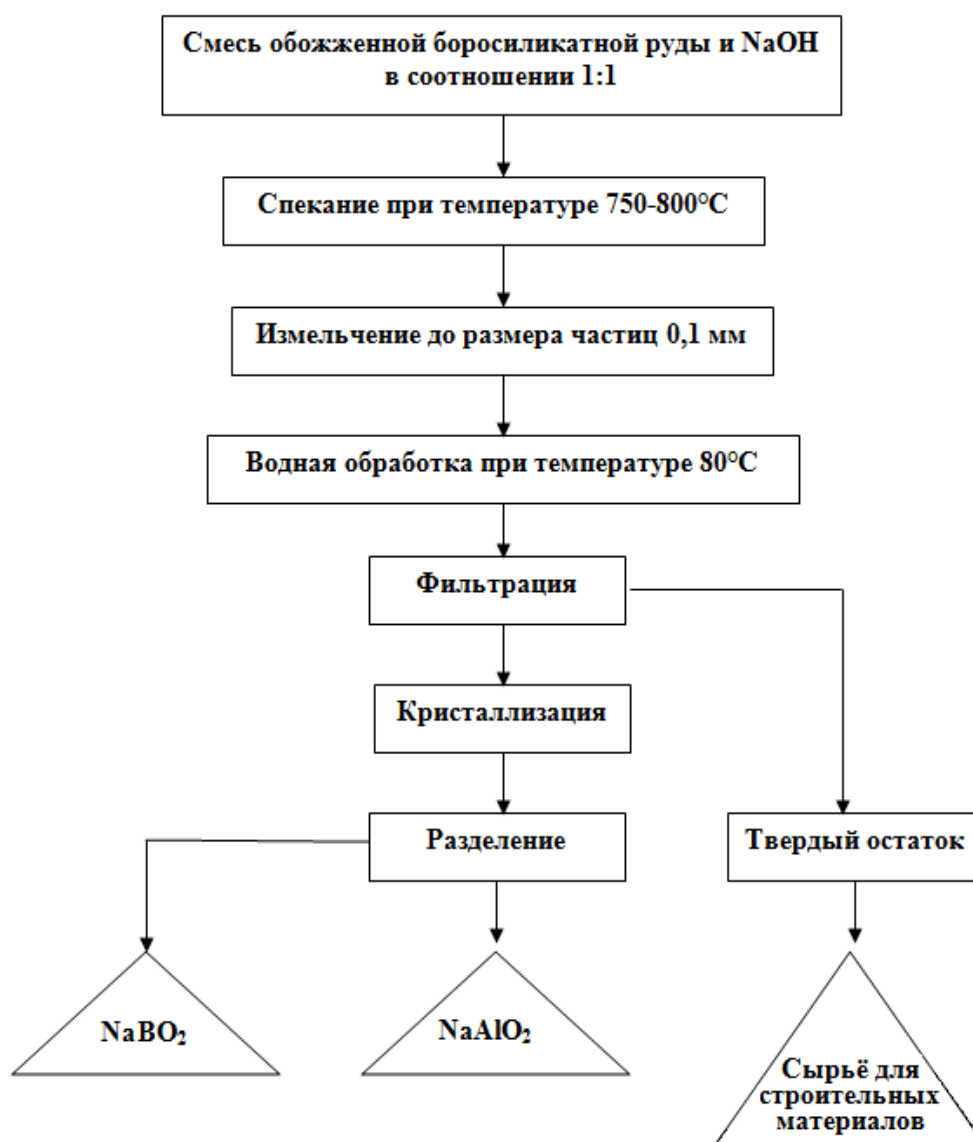 Смесь обожженной боросиликатной руды и NaOH
в соотношении 1:1
Спекание при температуре 750-800°С
Измельчение до размера частиц 0,1 мм
Водная обработка при температуре 80°С
Фильтрация
Кристаллизация
Разделение
Твердый остаток
NaBO₂
NaAlO₂
Сырьё для
строительных
материалов